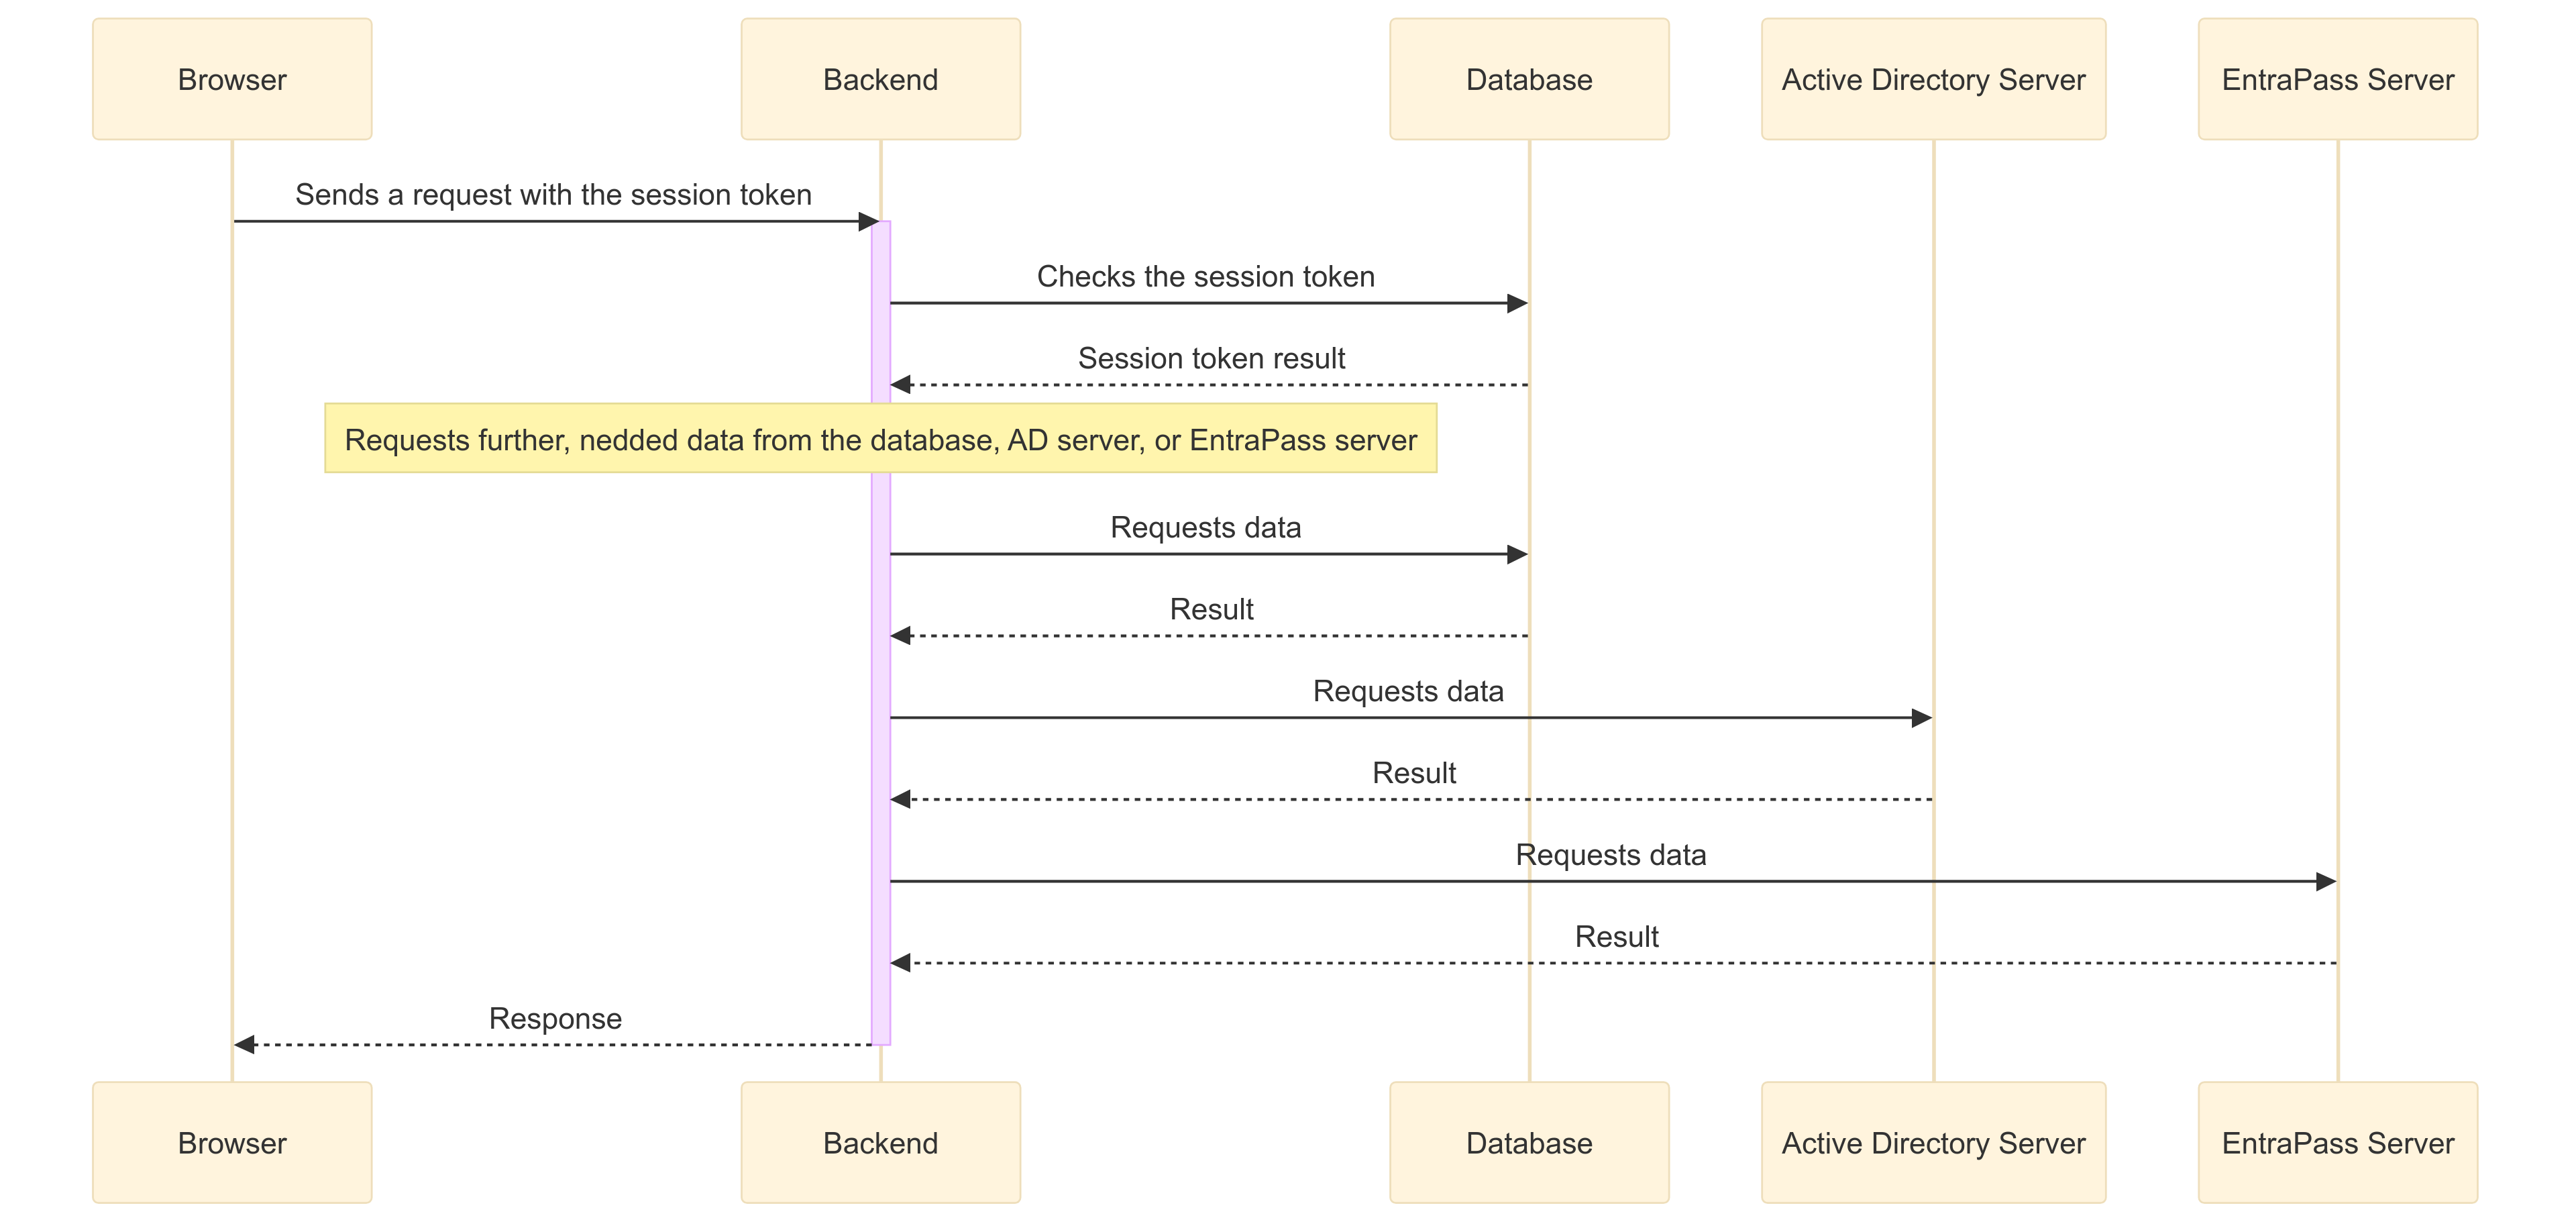 Browser
Backend
Database
Active Directory Server
EntraPass Server
Sends a request with the session token
Checks the session token
Session token result
Requests further, nedded data from the database, AD server, or EntraPass server
Requests data
Result
Requests data
Result
Requests data
Result
Response
Browser
Backend
Database
Active Directory Server
EntraPass Server